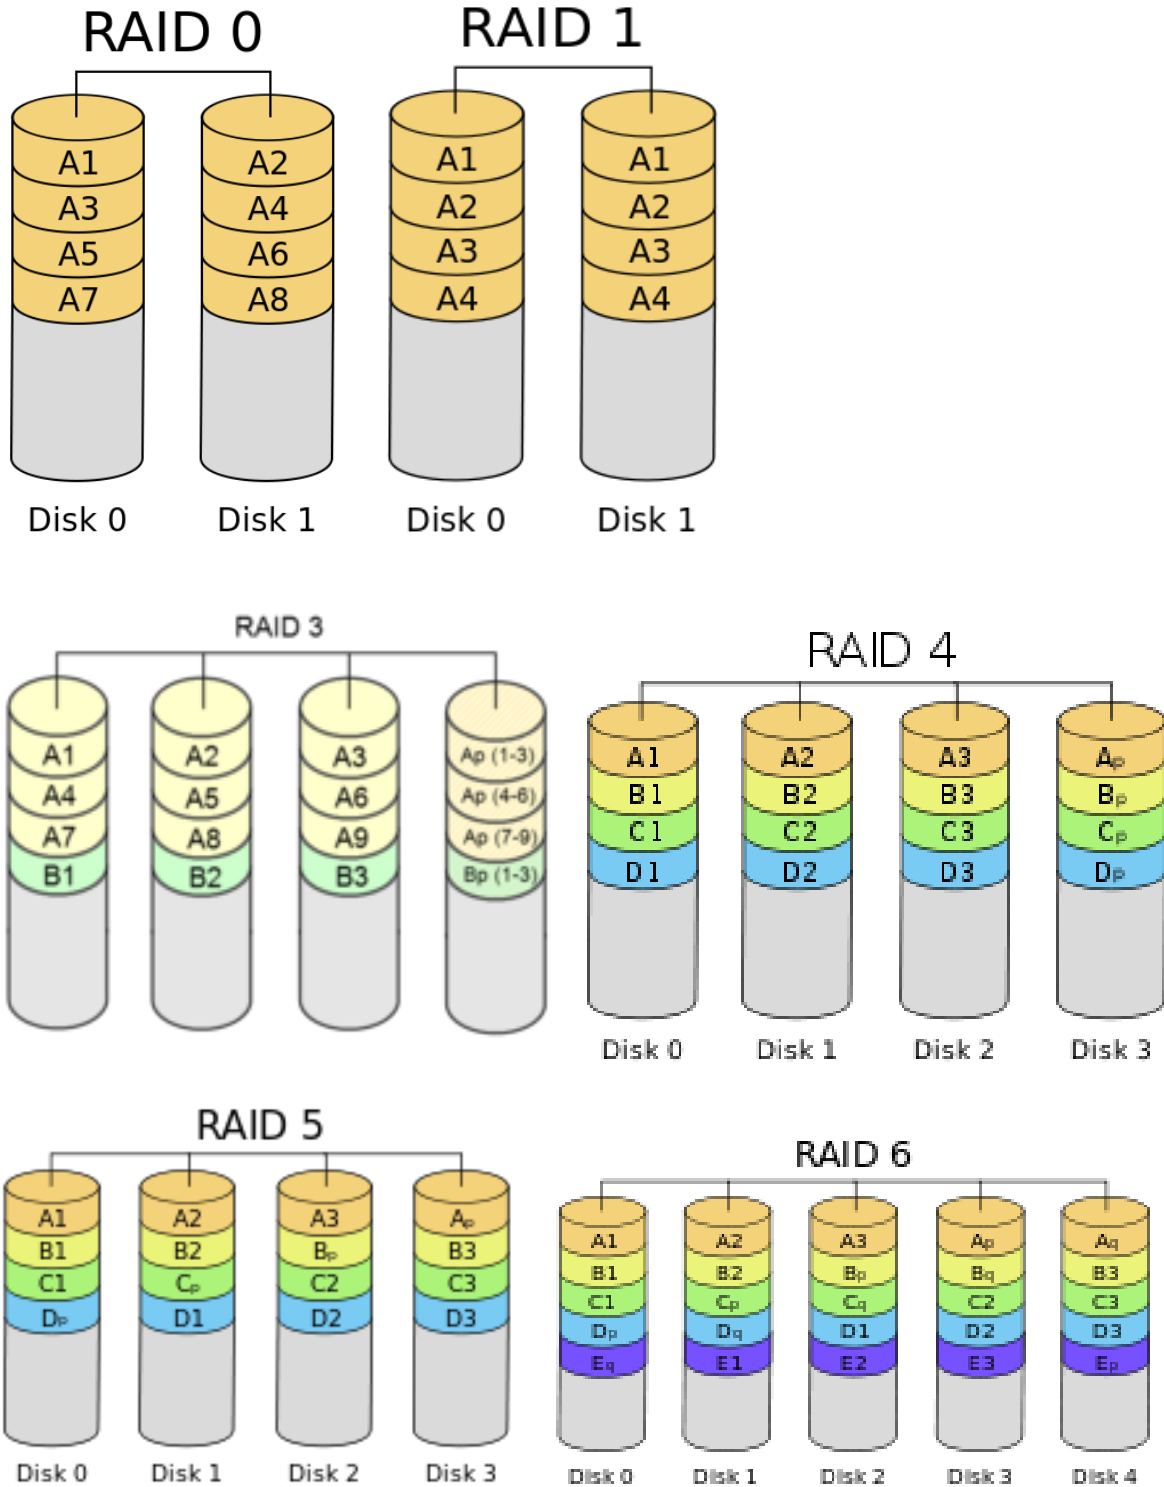 RAID 0
A1 A2
A3 A4
A5 A6
A7 A8
Disk 0 Disk 1
RAID 1
A1 A1
A2 A2
A3 A3
A4 A4
Disk 0 Disk 1
RAID 3
A1 A2 A3 Ap (1-3)
A4 A5 A6 Ap (4-6)
A7 A8 A9 Ap (7-9)
B1 B2 B3 Bp (1-3)
RAID 4
A1 A2 A3 Ap
B1 B2 B3 Bp
C1 C2 C3 Cp
D1 D2 D3 Dp
Disk 0 Disk 1 Disk 2 Disk 3
RAID 5
A1 A2 A3 Ap
B1 B2 Bp B3
C1 Cp C2 C3
Dp D1 D2 D3
Disk 0 Disk 1 Disk 2 Disk 3
RAID 6
A1 A2 A3 Ap Aq
B1 B2 Bp Bq B3
C1 Cp Cq C2 C3
Dp Dq D1 D2 D3
Eq E1 E2 E3 Ep
Disk 0 Disk 1 Disk 2 Disk 3 Disk 4